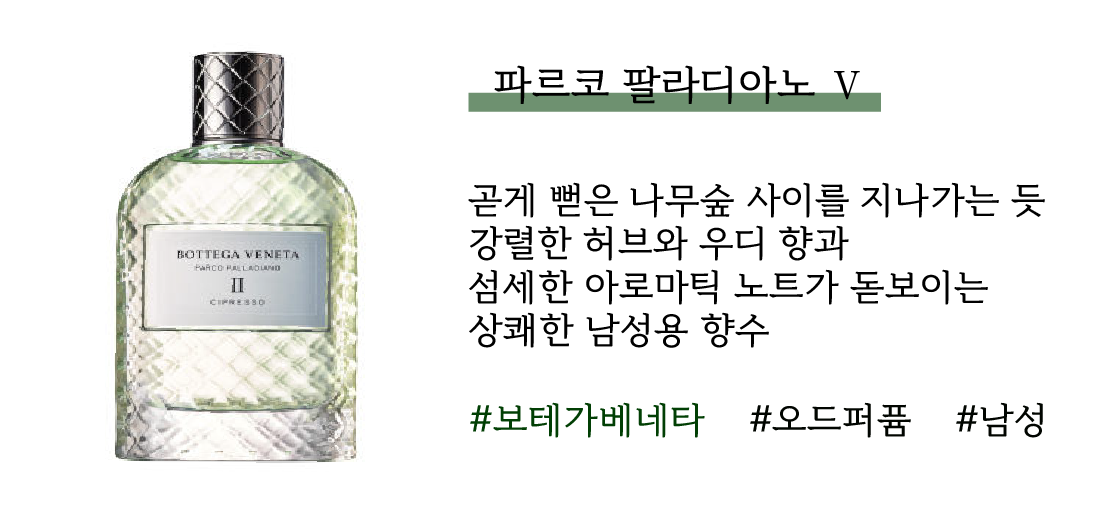 파르코 팔라디아노 V
곧게 뻗은 나무숲 사이를 지나가는 듯
강렬한 허브와 우디 향과
섬세한 아로마틱 노트가 돋보이는
상쾌한 남성용 향수
#보테가베네타 #오드퍼퓸 #남성
BOTTEGA VENETA
PARCO PALLADIANO
II
CIPRESSO